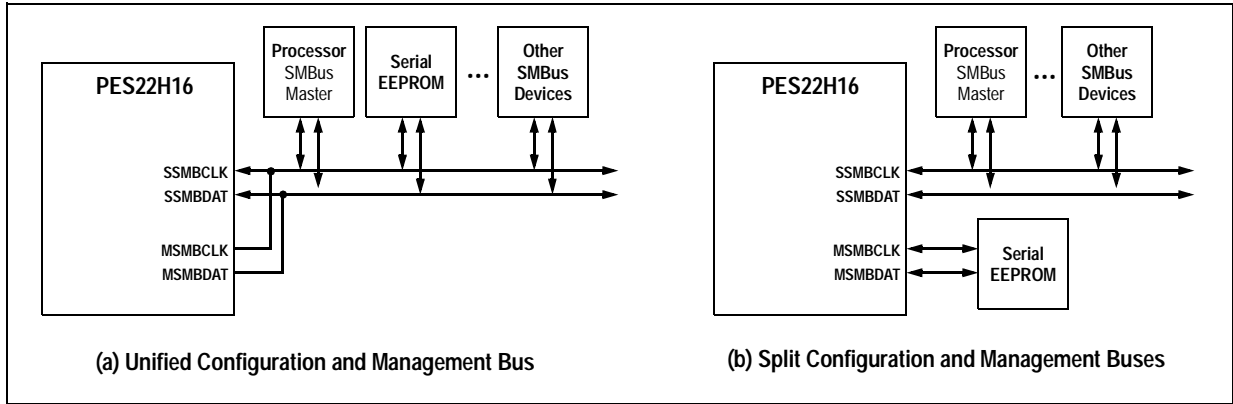 PES22H16
Processor
SMBus
Master
Serial
EEPROM
...
Other
SMBus
Devices
SSMBCLK
SSMBDAT
MSMBCLK
MSMBDAT
(a) Unified Configuration and Management Bus
PES22H16
Processor
SMBus
Master
...
Other
SMBus
Devices
SSMBCLK
SSMBDAT
MSMBCLK
MSMBDAT
Serial
EEPROM
(b) Split Configuration and Management Buses